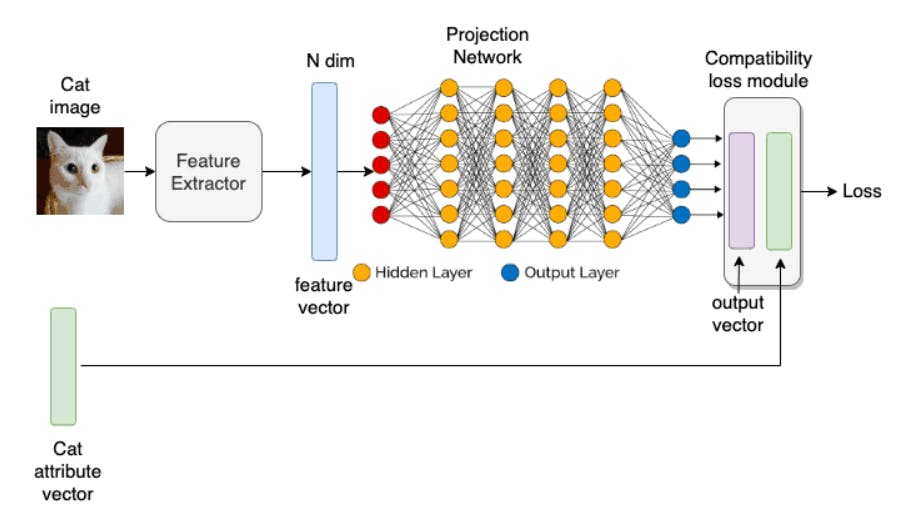 Projection
Network
N dim
Compatibility
loss module
Cat
image
Feature
Extractor
Loss
feature
vector
Hidden Layer
Output Layer
output
vector
Cat
attribute
vector